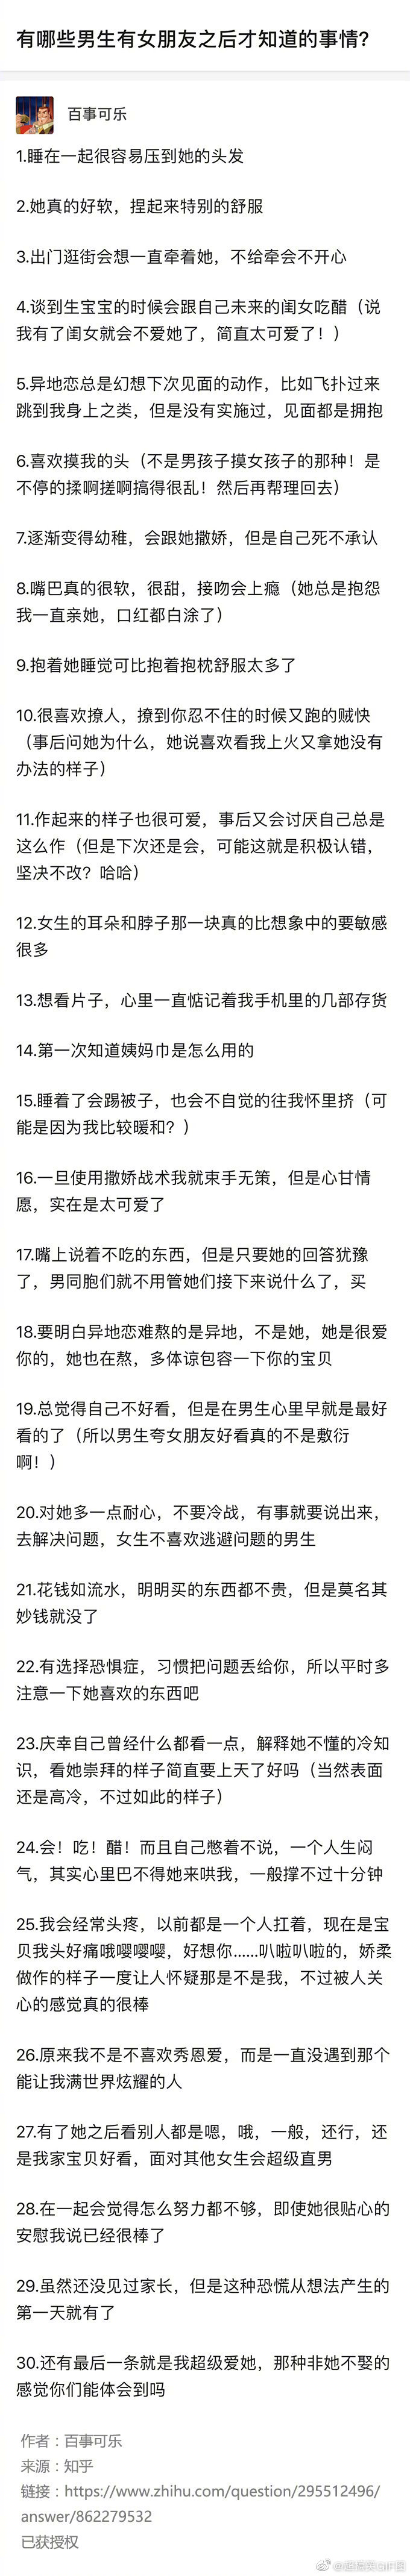 有哪些男生有女朋友之后才知道的事情?
百事可乐
1.睡在一起很容易压到她的头发
2.她真的好软，捏起来特别的舒服
3.出门逛街会想一直牵着她，不给牵会不开心
4.谈到生宝宝的时候会跟自己未来的闺女吃醋（说
我有了闺女就会不爱她了，简直太可爱了！）
5.异地恋总是幻想下次见面的动作，比如飞扑过来
跳到我身上之类，但是没有实施过，见面都是拥抱
6.喜欢摸我的头（不是男孩子摸女孩子的那种！是
不停的揉啊搓啊搞得很乱！然后再帮理回去）
7.逐渐变得幼稚，会跟她撒娇，但是自己死不承认
8.嘴巴真的很软，很甜，接吻会上瘾（她总是抱怨
我一直亲她，口红都白涂了）
9.抱着她睡觉可比抱着抱枕舒服太多了
10.很喜欢撩人，撩到你忍不住的时候又跑的贼快
（事后问她为什么，她说喜欢看我上火又拿她没有
办法的样子）
11.作起来的样子也很可爱，事后又会讨厌自己总是
这么作（但是下次还是会，可能这就是积极认错，
坚决不改？哈哈）
12.女生的耳朵和脖子那一块真的比想象中的要敏感
很多
13.想看片子，心里一直惦记着我手机里的几部存货
14.第一次知道姨妈巾是怎么用的
15.睡着了会踢被子，也会不自觉的往我怀里挤（可
能是因为我比较暖和？）
16.一旦使用撒娇战术我就束手无策，但是心甘情
愿，实在是太可爱了
17.嘴上说着不吃的东西，但是只要她的回答犹豫
了，男同胞们就不用管她们接下来说什么了，买
18.要明白异地恋难熬的是异地，不是她，她是很爱
你的，她也在熬，多体谅包容一下你的宝贝
19.总觉得自己不好看，但是在男生心里早就是最好
看的了（所以男生夸女朋友好看真的不是敷衍
啊！）
20.对她多一点耐心，不要冷战，有事就要说出来，
去解决问题，女生不喜欢逃避问题的男生
21.花钱如流水，明明买的东西都不贵，但是莫名其
妙钱就没了
22.有选择恐惧症，习惯把问题丢给你，所以平时多
注意一下她喜欢的东西吧
23.庆幸自己曾经什么都看一点，解释她不懂的冷知
识，看她崇拜的样子简直要上天了好吗（当然表面
还是高冷，不过如此的样子）
24.会！吃！醋！而且自己憋着不说，一个人生闷
气，其实心里巴不得她来哄我，一般撑不过十分钟
25.我会经常头疼，以前都是一个人扛着，现在是宝
贝我头好痛哦嘤嘤嘤，好想你......叭啦叭啦的，娇柔
做作的样子一度让人怀疑那是不是我，不过被人关
心的感觉真的很棒
26.原来我不是不喜欢秀恩爱，而是一直没遇到那个
能让我满世界炫耀的人
27.有了她之后看别人都是嗯，哦，一般，还行，还
是我家宝贝好看，面对其他女生会超级直男
28.在一起会觉得怎么努力都不够，即使她很贴心的
安慰我说已经很棒了
29.虽然还没见过家长，但是这种恐慌从想法产生的
第一天就有了
30.还有最后一条就是我超级爱她，那种非她不娶的
感觉你们能体会到吗
作者：百事可乐
来源：知乎
链接：https://www.zhihu.com/question/295512496/
answer/862279532
已获授权